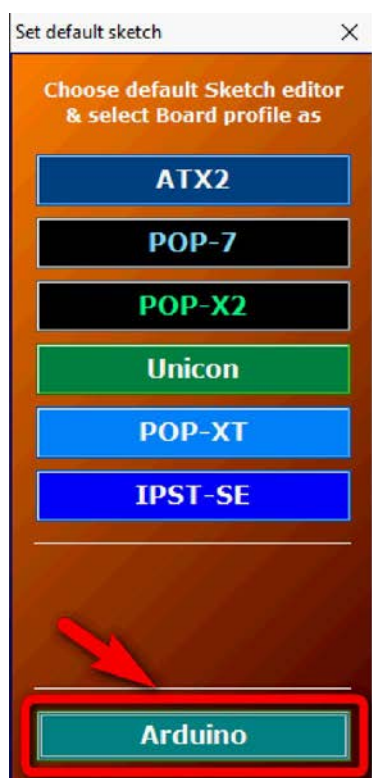 Set default sketch
Choose default Sketch editor
& select Board profile as
ATX2
POP-7
POP-X2
Unicon
POP-XT
IPST-SE
Arduino